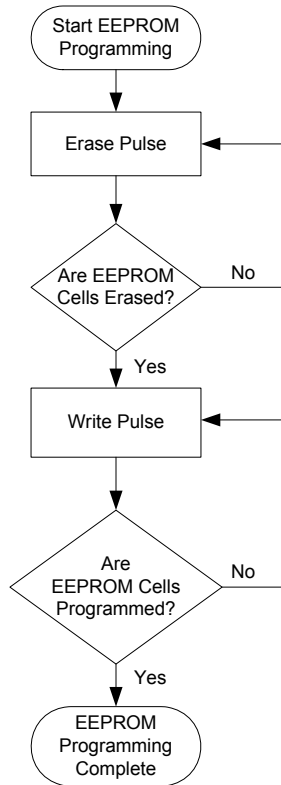 Start EEPROM
Programming
Erase Pulse
Are EEPROM
Cells Erased?
No
Yes
Write Pulse
Are
EEPROM Cells
Programmed?
No
Yes
EEPROM
Programming
Complete